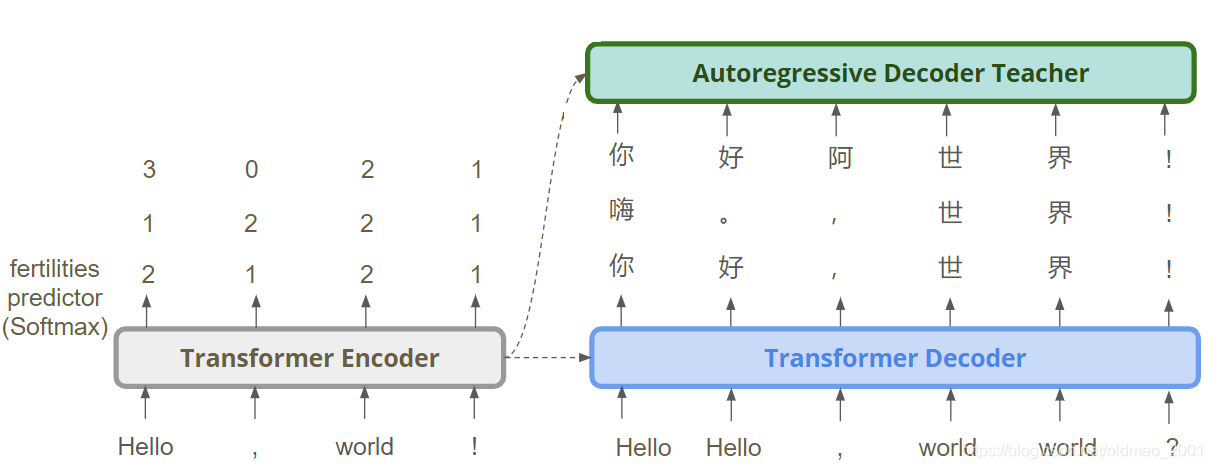 Autoregressive Decoder Teacher
3 0 2 1
你 好 阿 世 界 !
1 2 2 1
嗨 。 , 世 界 !
fertilities
predictor
(Softmax)
2 1 2 1
你 好 , 世 界 !
Transformer Encoder
Transformer Decoder
Hello , world !
Hello Hello , world world ?
https://blog.csdn.net/oldmao_2001